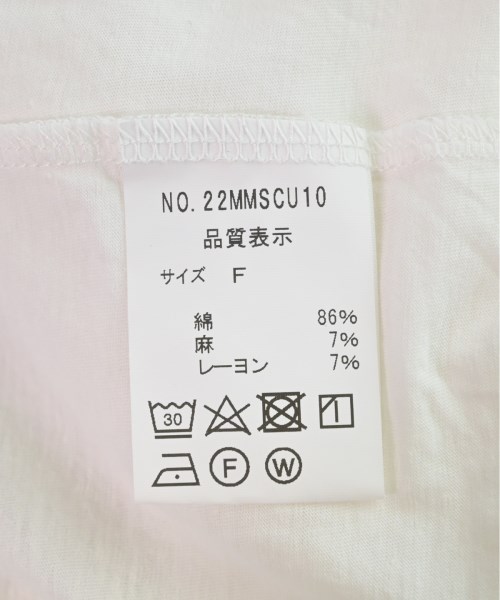 NO.22MMSCU10
品質表示
サイズ F
綿 86%
麻 7%
レーヨン 7%
30
F W